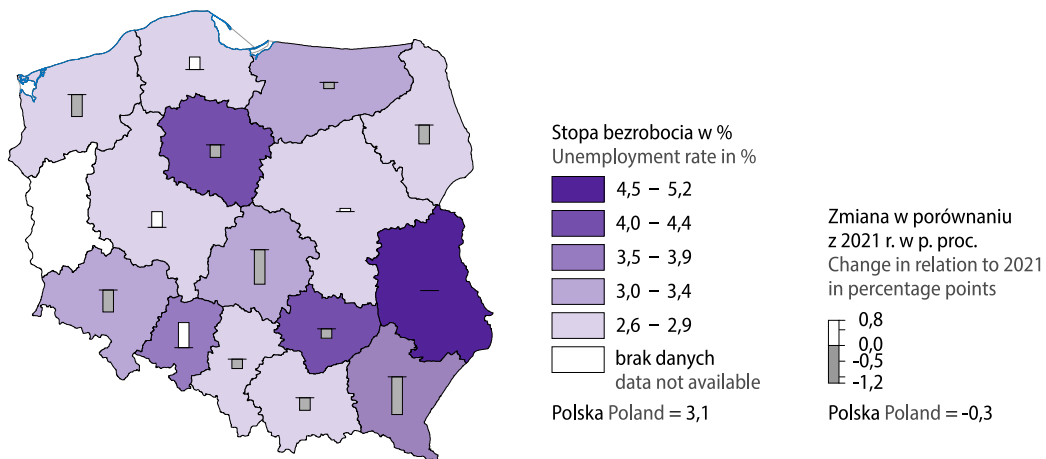 Stopa bezrobocia w %
Unemployment rate in %
4,5 – 5,2
4,0 – 4,4
3,5 – 3,9
3,0 – 3,4
2,6 – 2,9
brak danych
data not available
Polska Poland = 3,1
Zmiana w porównaniu
z 2021 r. w p. proc.
Change in relation to 2021
in percentage points
0,8
0,0
-0,5
-1,2
Polska Poland = -0,3